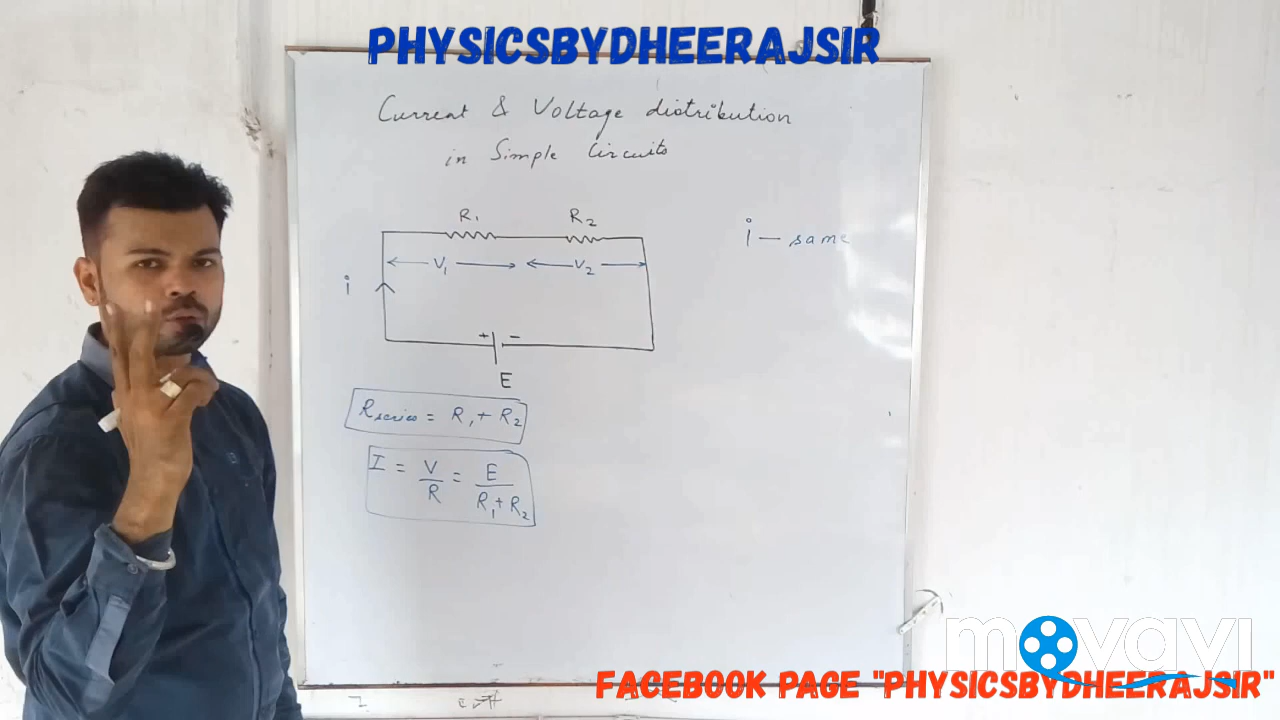 PHYSICSBYDHEERAJSIR
Current & Voltage distribution
in Simple Circuits
R₁ R₂
i – same
V₁ V₂
i
+ –
E
Rseries = R₁ + R₂
I = V/R = E/(R₁ + R₂)
movavi
FACEBOOK PAGE "PHYSICSBYDHEERAJSIR"